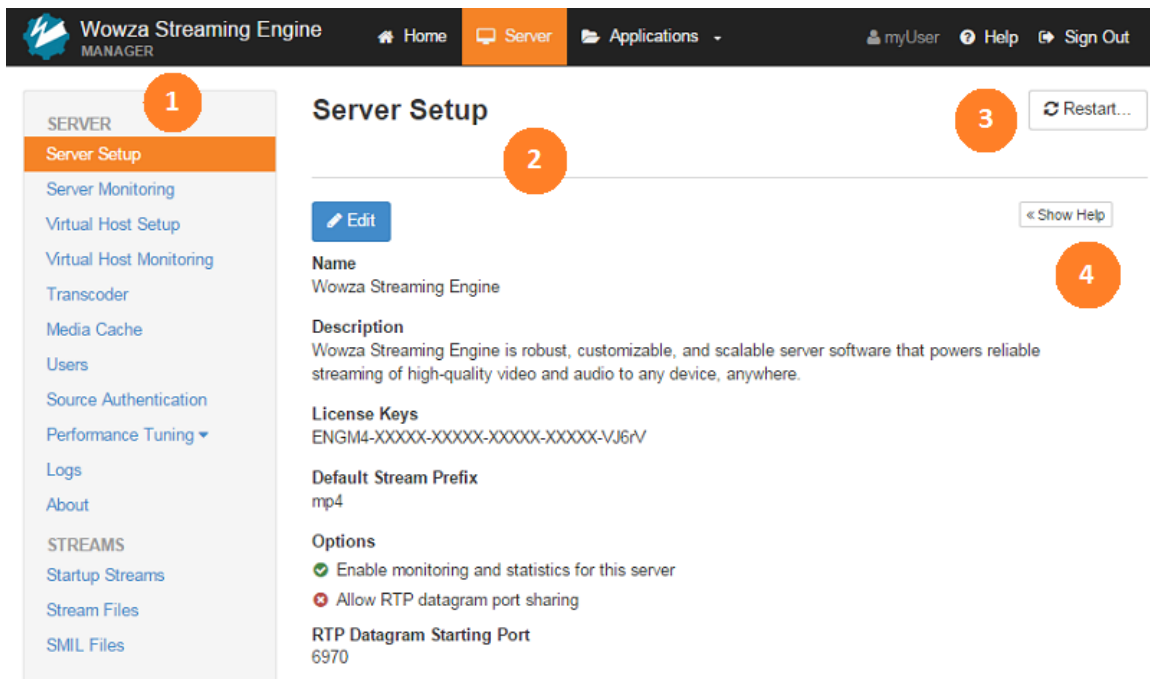 Wowza Streaming Engine
MANAGER
Home
Server
Applications
myUser
Help
Sign Out
1
SERVER
Server Setup
Server Monitoring
Virtual Host Setup
Virtual Host Monitoring
Transcoder
Media Cache
Users
Source Authentication
Performance Tuning
Logs
About
STREAMS
Startup Streams
Stream Files
SMIL Files
Server Setup
2
3
Restart...
Edit
« Show Help
4
Name
Wowza Streaming Engine
Description
Wowza Streaming Engine is robust, customizable, and scalable server software that powers reliable
streaming of high-quality video and audio to any device, anywhere.
License Keys
ENGM4-XXXXX-XXXXX-XXXXX-XXXXX-VJ6rV
Default Stream Prefix
mp4
Options
Enable monitoring and statistics for this server
Allow RTP datagram port sharing
RTP Datagram Starting Port
6970